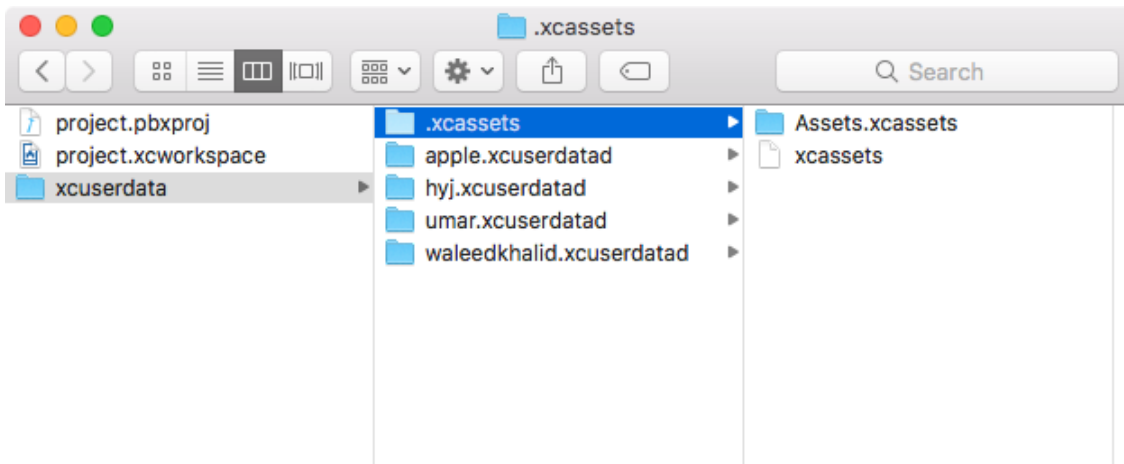 .xcassets
Search
project.pbxproj
project.xcworkspace
xcuserdata
.xcassets
apple.xcuserdatad
hyj.xcuserdatad
umar.xcuserdatad
waleedkhalid.xcuserdatad
Assets.xcassets
xcassets